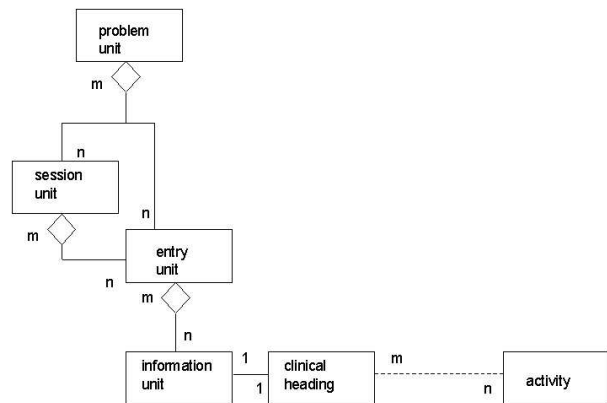 problem
unit
m
n
session
unit
n
m
entry
unit
n
m
n
information
unit
1
1
clinical
heading
m
n
activity